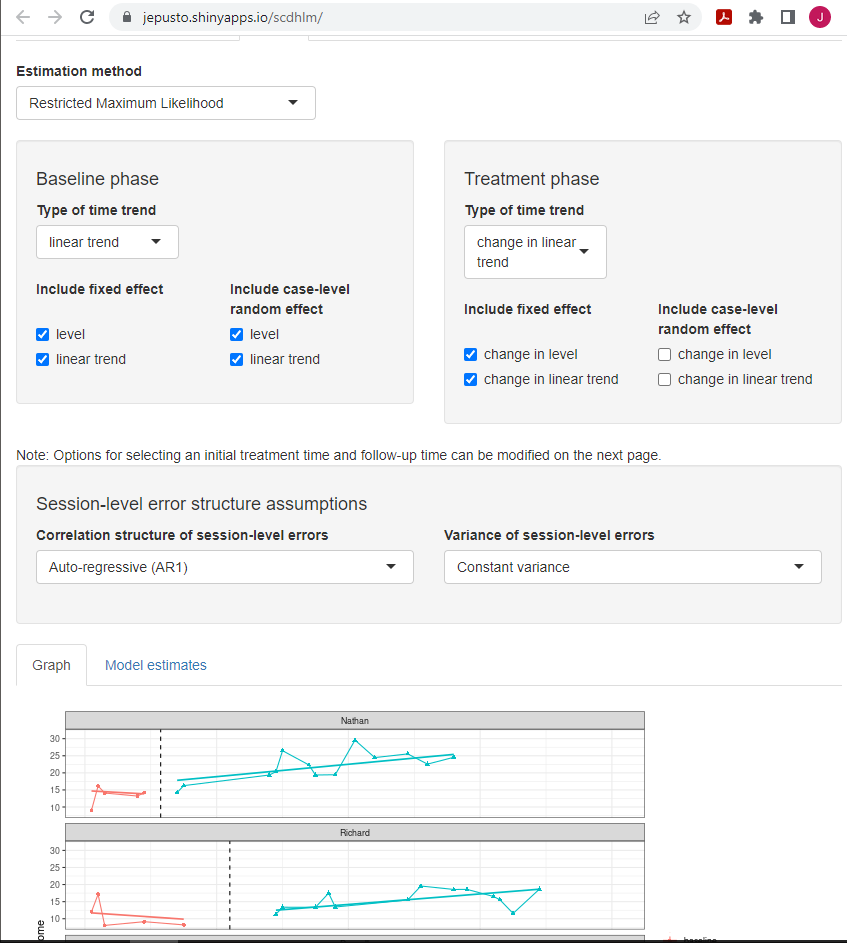 jepusto.shinyapps.io/scdhlm/
J
Estimation method
Restricted Maximum Likelihood
Baseline phase
Type of time trend
linear trend
Include fixed effect
Include case-level
random effect
level
level
linear trend
linear trend
Treatment phase
Type of time trend
change in linear
trend
Include fixed effect
Include case-level
random effect
change in level
change in level
change in linear trend
change in linear trend
Note: Options for selecting an initial treatment time and follow-up time can be modified on the next page.
Session-level error structure assumptions
Correlation structure of session-level errors
Variance of session-level errors
Auto-regressive (AR1)
Constant variance
Graph
Model estimates
Nathan
30
25
20
15
10
Richard
30
25
20
15
10